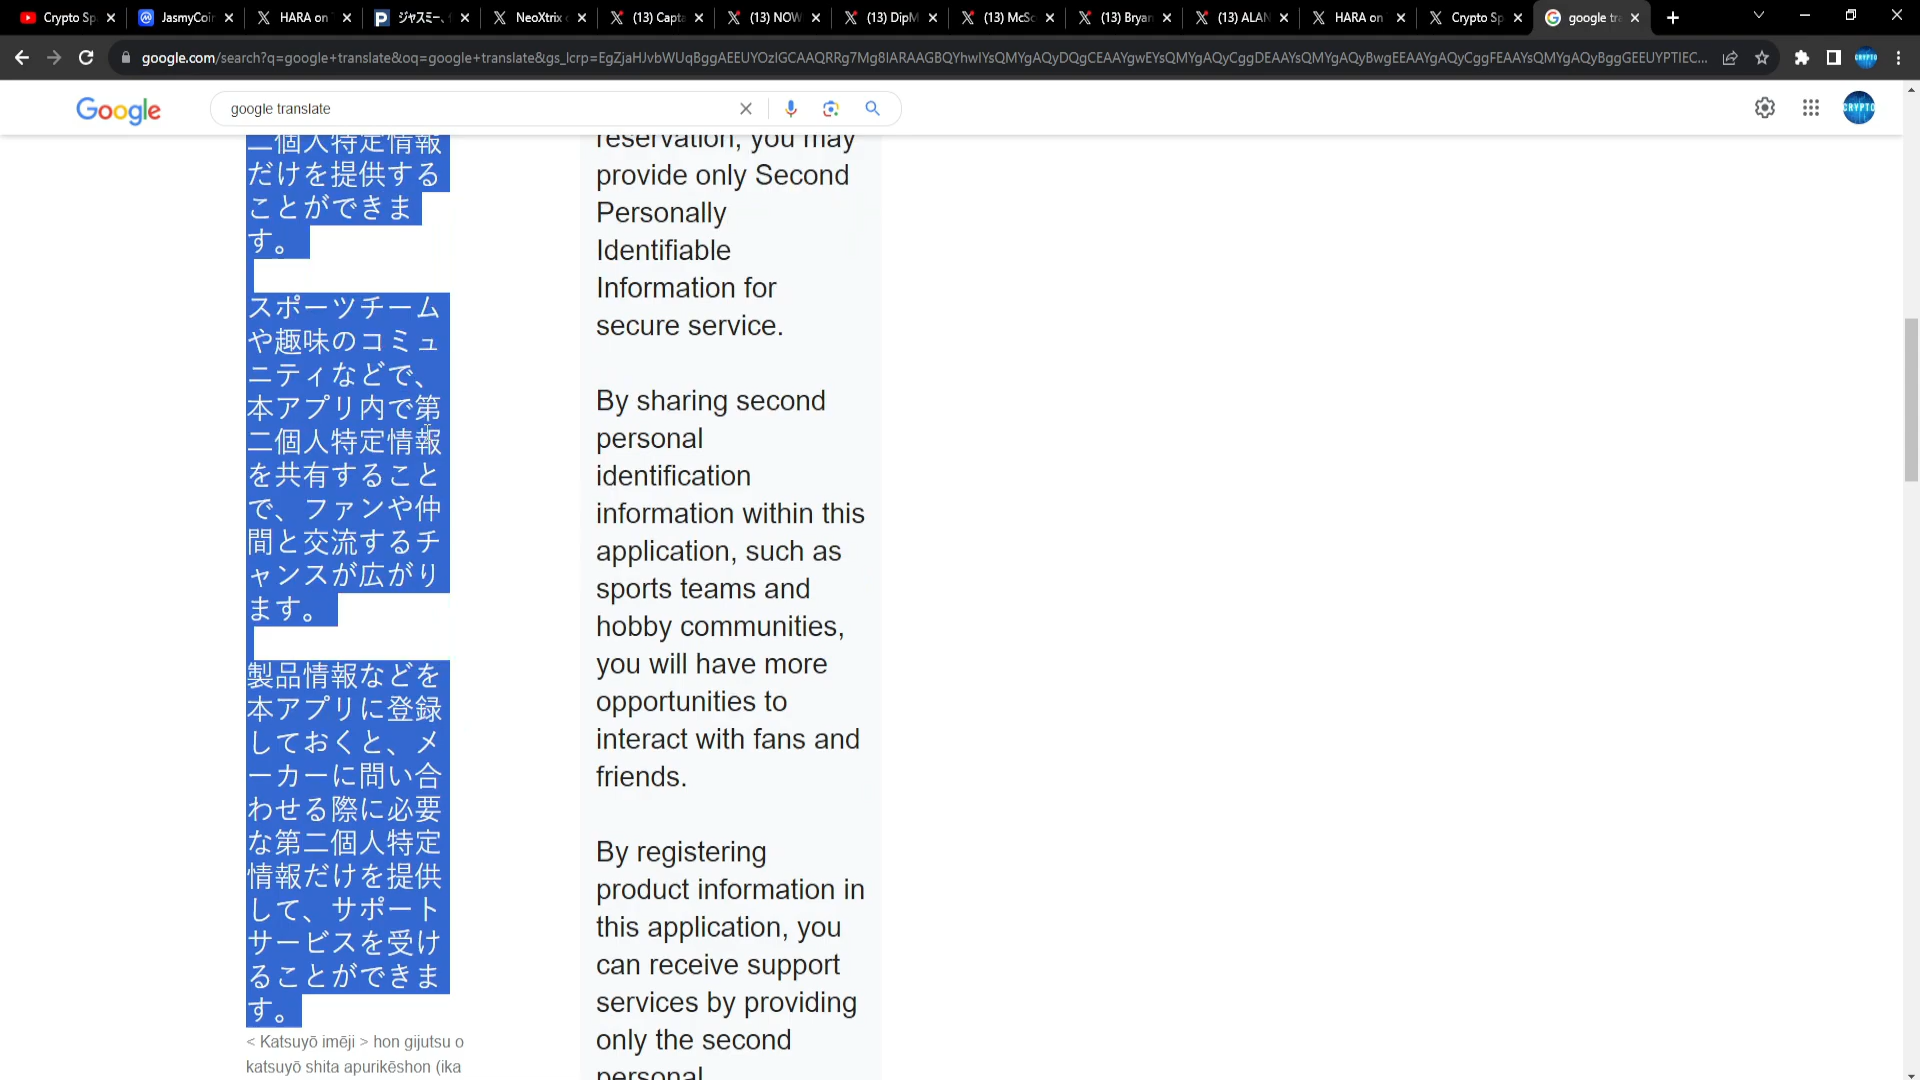 Crypto Sp
JasmyCoi
HARA on
ジャスミー、
NeoXtrix
(13) Capta
(13) NOW
(13) DipM
(13) McSc
(13) Bryan
(13) ALAN
HARA on
Crypto Sp
google tra
google.com/search?q=google+translate&oq=google+translate&gs_lcrp=EgZjaHJvbWUqBggAEEUYOzIGCAAQRRg7Mg8IARAAGBQYhwIYsQMYgAQyDQgCEAAYgwEYsQMYgAQyCggDEAAYsQMYgAQyBwgEEAAYgAQyCggFEAAYsQMYgAQyBggGEEUYPTIEC...
Google
google translate
CRYPTO
二個人特定情報
だけを提供する
ことができま
す。
スポーツチーム
や趣味のコミュ
ニティなどで、
本アプリ内で第
二個人特定情報
を共有すること
で、ファンや仲
間と交流するチ
ャンスが広がり
ます。
製品情報などを
本アプリに登録
しておくと、メ
ーカーに問い合
わせる際に必要
な第二個人特定
情報だけを提供
して、サポート
サービスを受け
ることができま
す。
< Katsuyō imēji > hon gijutsu o
katsuyō shita apurikēshon (ika
reservation, you may
provide only Second
Personally
Identifiable
Information for
secure service.
By sharing second
personal
identification
information within this
application, such as
sports teams and
hobby communities,
you will have more
opportunities to
interact with fans and
friends.
By registering
product information in
this application, you
can receive support
services by providing
only the second
personal